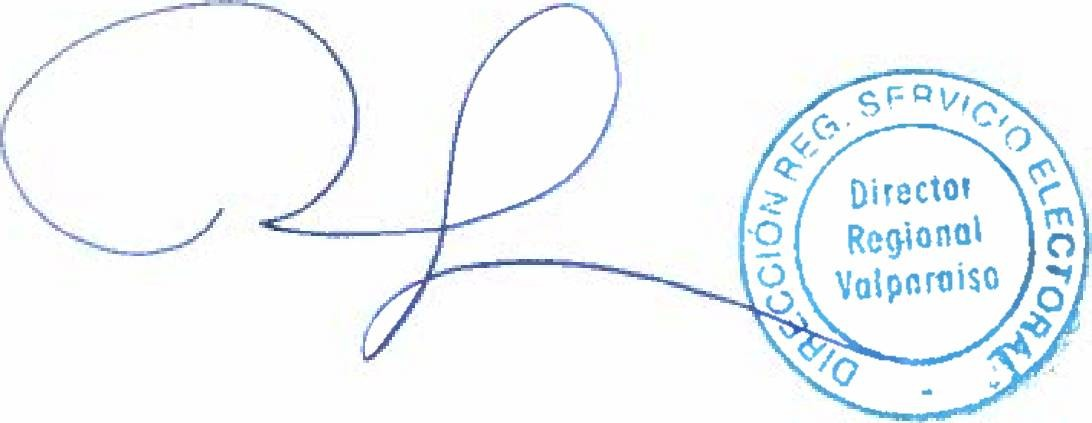 DIRECCIÓN REG. SERVICIO ELECTORAL
Director
Regional
Valparaiso